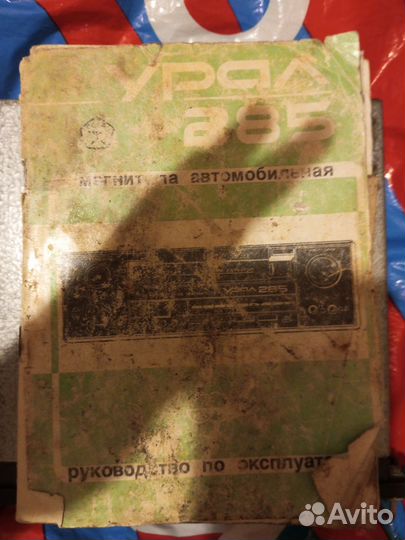 УРАЛ
285
магнитола автомобильная
УРАЛ 285
руководство по эксплуат
Avito